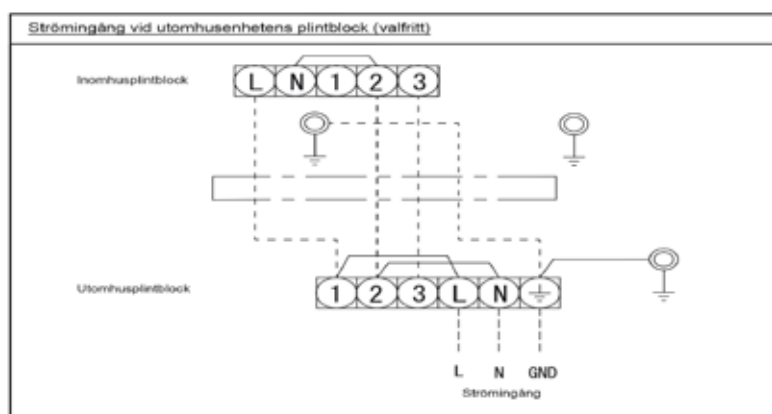 Strömingång vid utomhusenhetens plintblock (valfritt)
Inomhusplintblock
L N 1 2 3
Utomhusplintblock
1 2 3 L N
L N GND
Strömingång